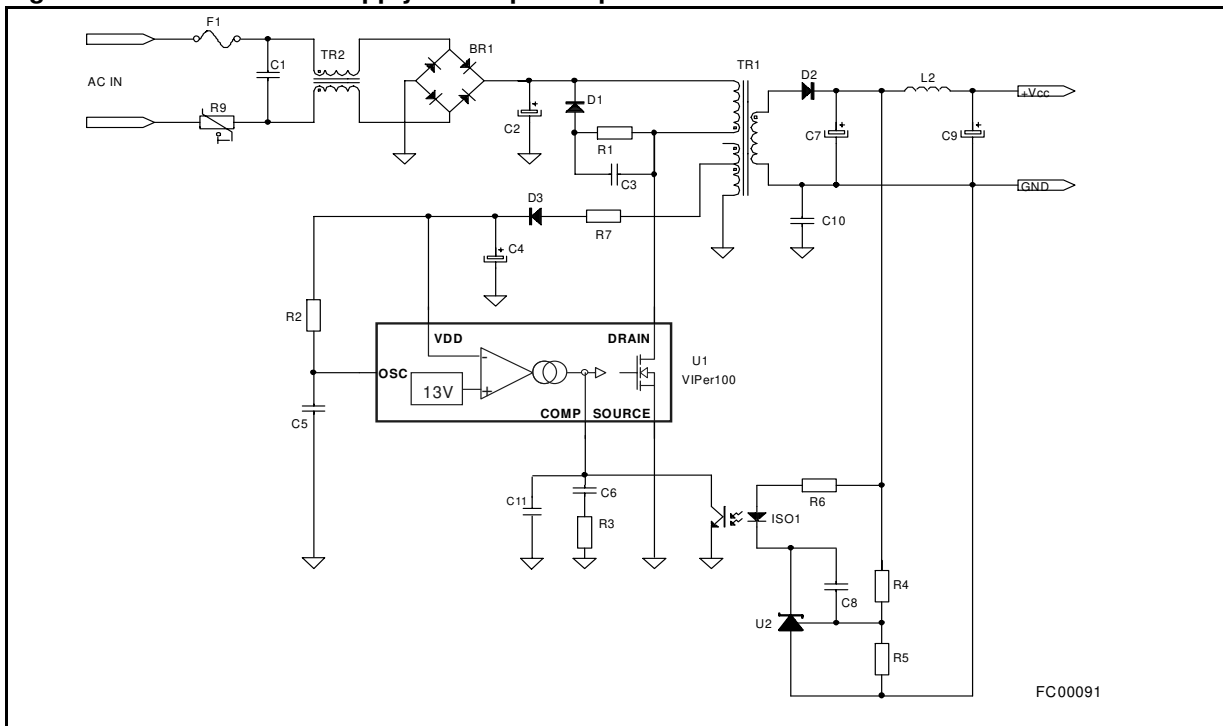 F1
BR1
TR2
TR1
D2
L2
C1
AC IN
+Vcc
D1
R9
C2
C7
C9
T°
R1
C3
GND
D3
C10
R7
C4
R2
VDD
DRAIN
U1
OSC
-
VIPer100
13V
+
COMP SOURCE
C5
C6
R6
C11
ISO1
R3
R4
C8
U2
R5
FC00091